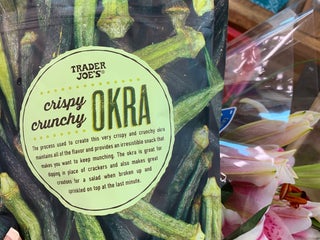 TRADER
JOE'S®
crispy
crunchy OKRA
The process used to create this very crispy and crunchy okra
maintains all of the flavor and provides an irresistible snack that
makes you want to keep munching. The okra is great for
dipping in place of crackers and also makes great
croutons for a salad when broken up and
sprinkled on top at the last minute.